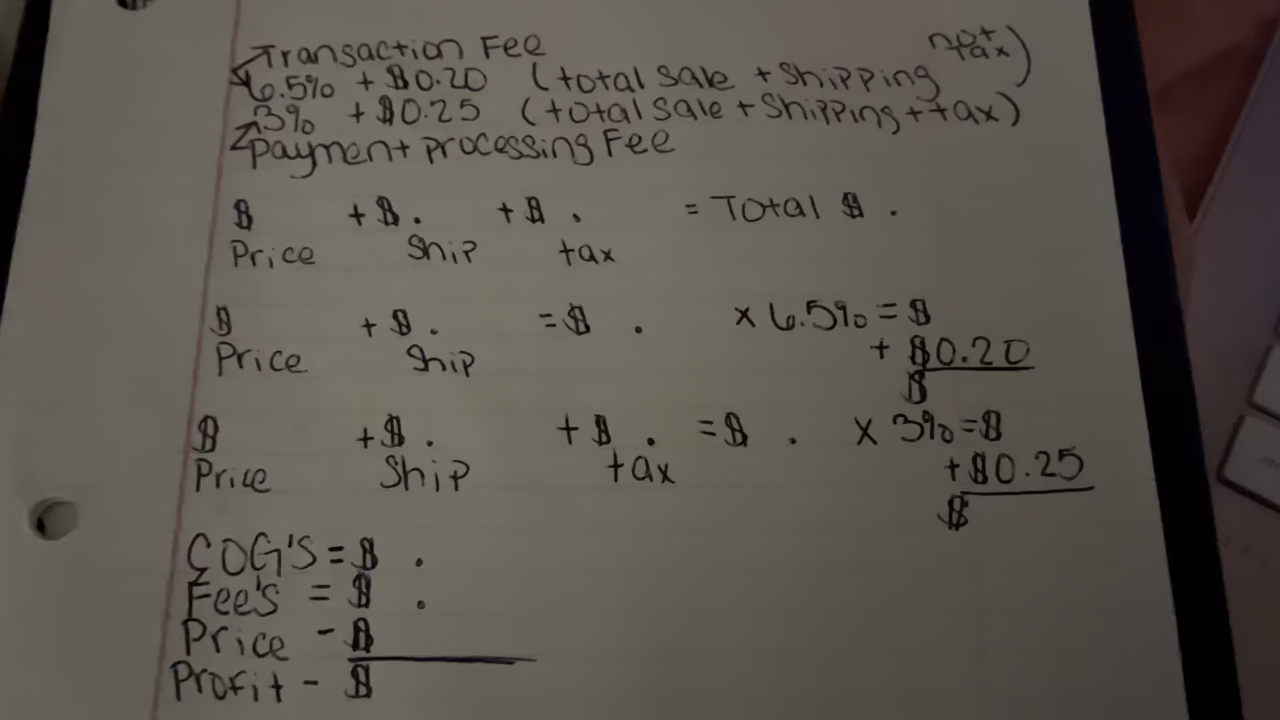 Transaction Fee
6.5% + $0.20 (total sale + shipping not tax)
3% + $0.25 (total sale + shipping + tax)
Payment processing Fee
$ + $ . + $ . = Total $ .
Price Ship tax
$ + $ . = $ . x 6.5% = $
Price Ship + $0.20
$
$ + $ . + $ . = $ . x 3% = $
Price Ship tax + $0.25
$
COG'S = $ .
Fee's = $ .
Price - $
Profit - $